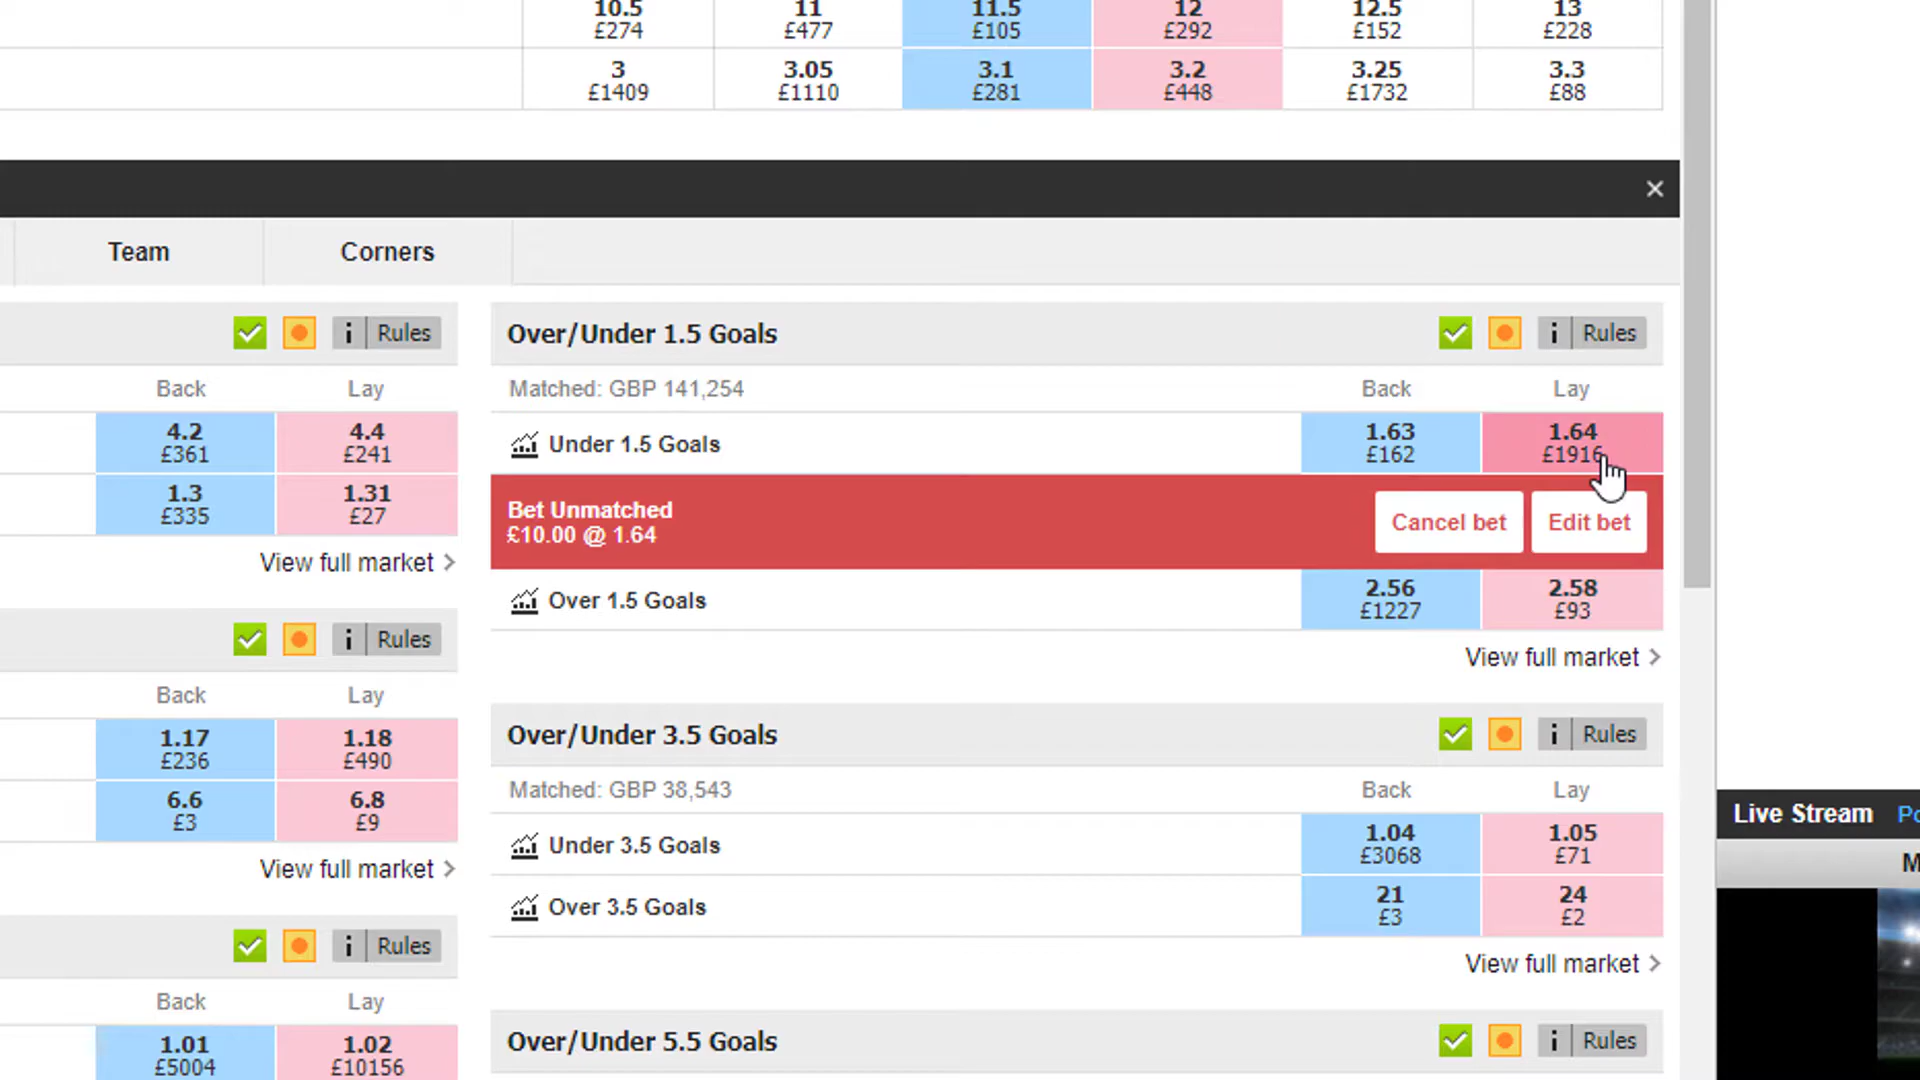 10.5 11 11.5 12 12.5 13
£274 £477 £105 £292 £152 £228
3 3.05 3.1 3.2 3.25 3.3
£1409 £1110 £281 £448 £1732 £88
×
Team Corners
i Rules
Back Lay
4.2 4.4
£361 £241
1.3 1.31
£335 £27
View full market >
i Rules
Back Lay
1.17 1.18
£236 £490
6.6 6.8
£3 £9
View full market >
i Rules
Back Lay
1.01 1.02
£5004 £10156
Over/Under 1.5 Goals i Rules
Matched: GBP 141,254 Back Lay
Under 1.5 Goals 1.63 1.64
£162 £1916
Bet Unmatched
£10.00 @ 1.64
Cancel bet Edit bet
Over 1.5 Goals 2.56 2.58
£1227 £93
View full market >
Over/Under 3.5 Goals i Rules
Matched: GBP 38,543 Back Lay
Under 3.5 Goals 1.04 1.05
£3068 £71
Over 3.5 Goals 21 24
£3 £2
View full market >
Over/Under 5.5 Goals i Rules
Live Stream